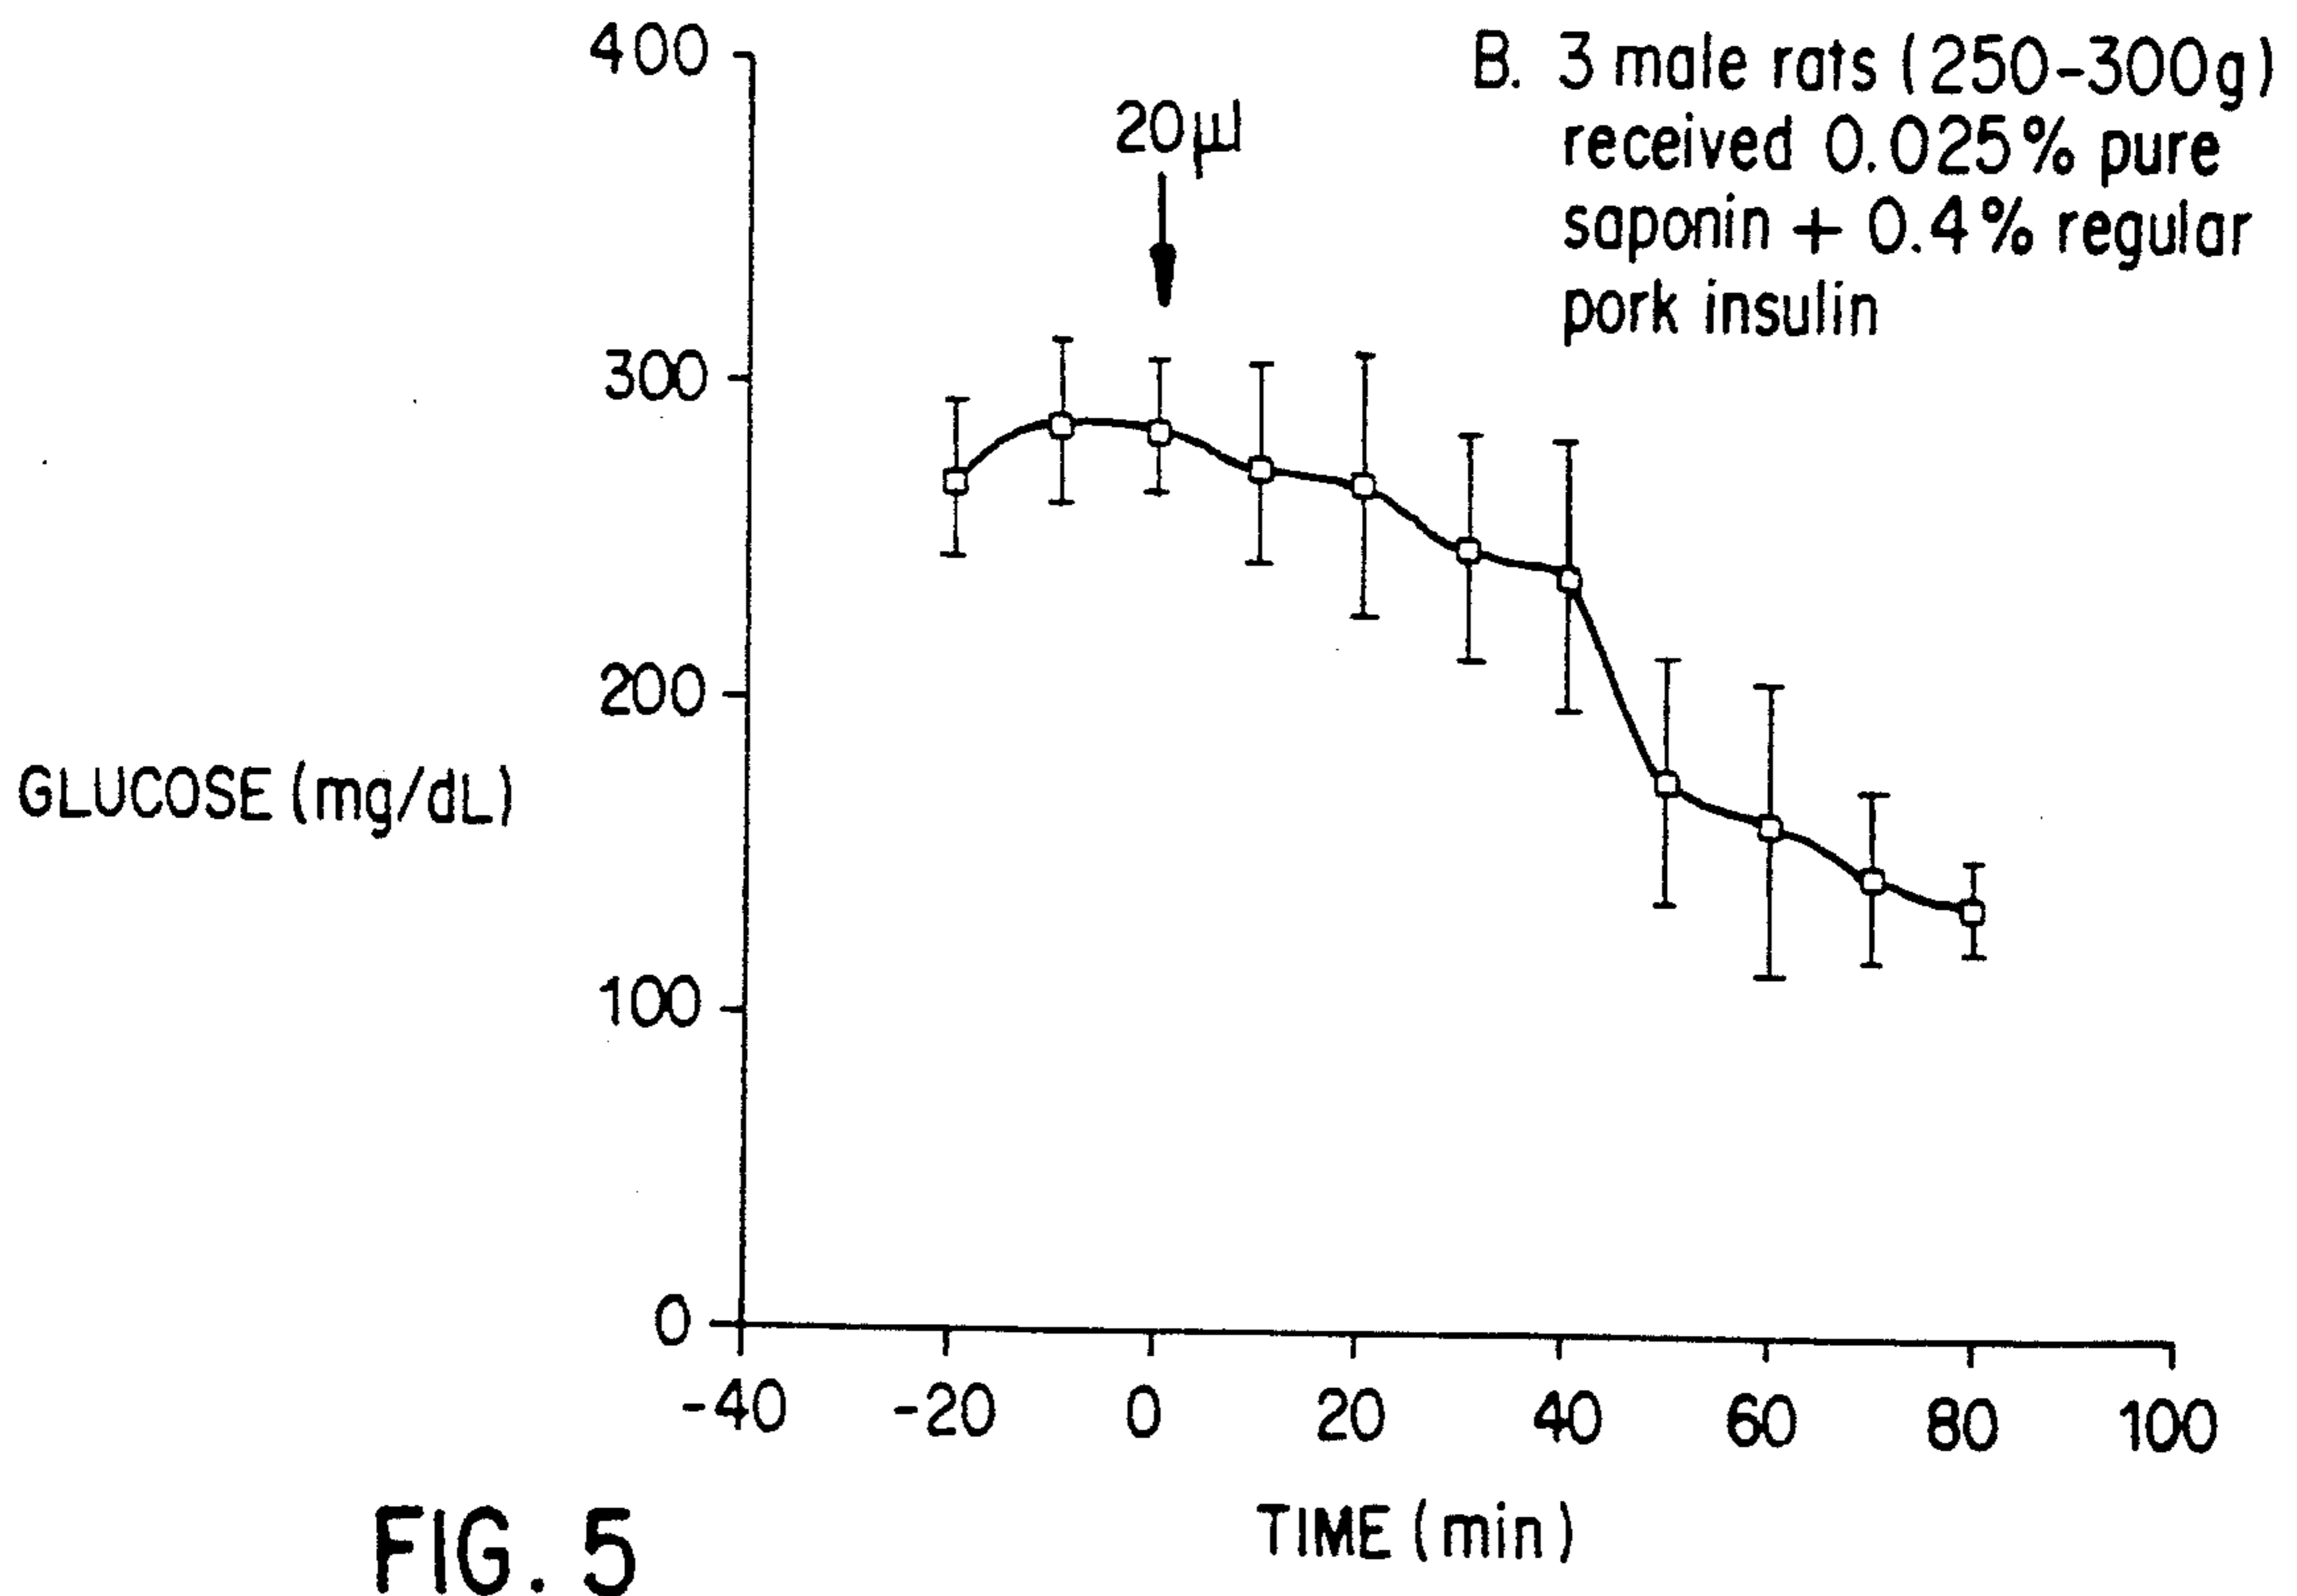 400
B. 3 male rats (250-300g)
20µl
received 0.025% pure
saponin + 0.4% regular
pork insulin
300
200
GLUCOSE (mg/dL)
100
0
-40 -20 0 20 40 60 80 100
TIME (min)
FIG. 5